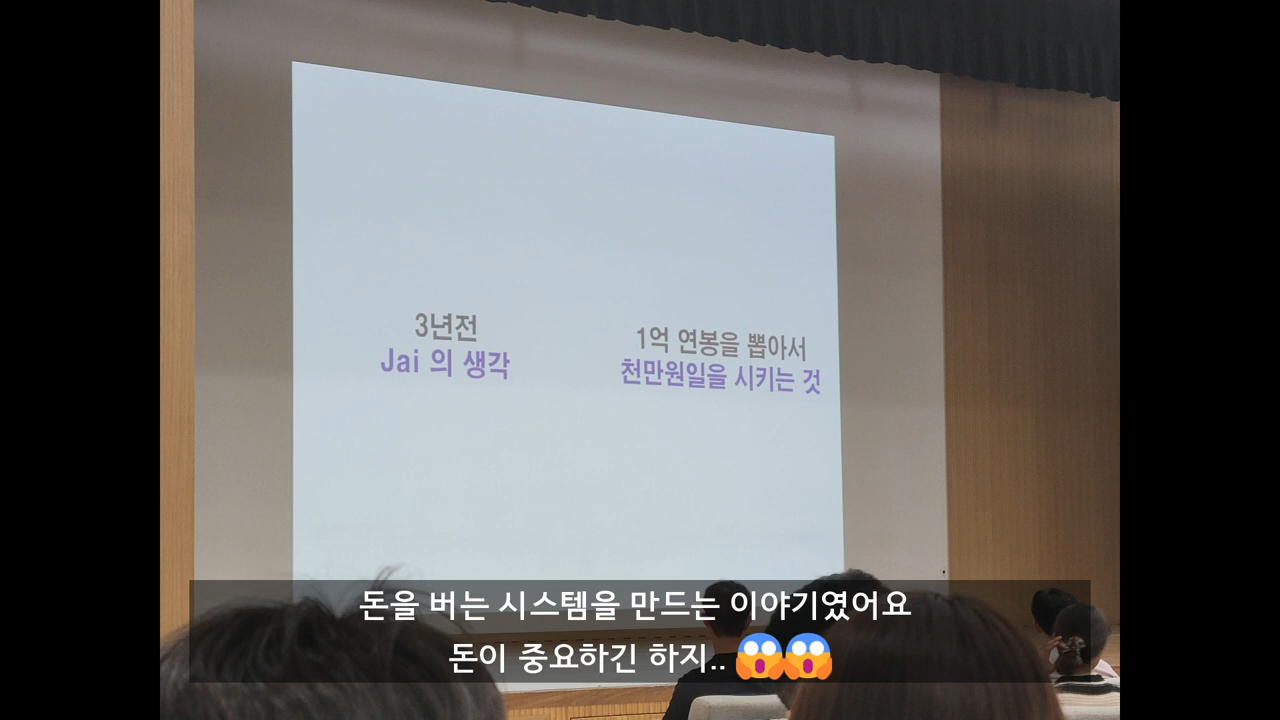 3년전
Jai 의 생각
1억 연봉을 뽑아서
천만원일을 시키는 것
돈을 버는 시스템을 만드는 이야기였어요
돈이 중요하긴 하지.. 😱😱